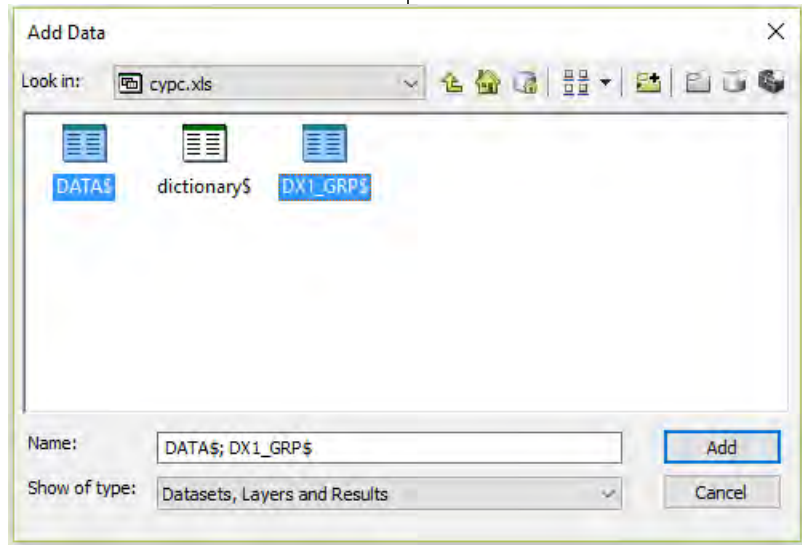 Add Data
Look in: cypc.xls
DATA$ dictionary$ DX1_GRP$
Name: DATA$; DX1_GRP$ Add
Show of type: Datasets, Layers and Results Cancel